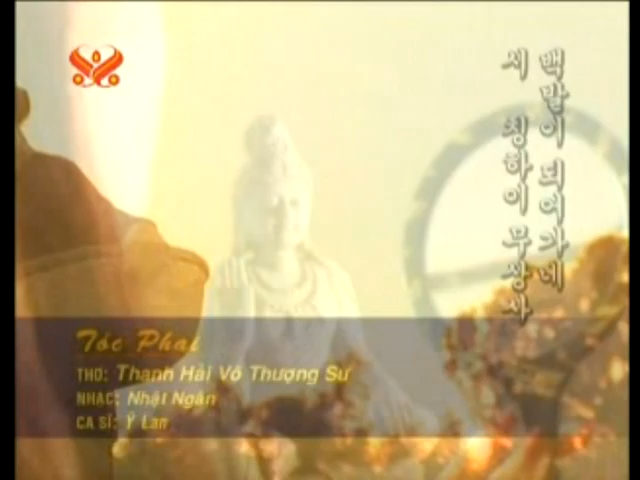 백발이 되어가네
시 칭하이 무상사
Tóc Phai
THƠ: Thanh Hải Vô Thượng Sư
NHẠC: Nhật Ngân
CA SĨ: Ý Lan